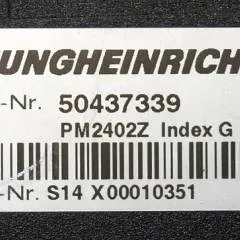 UNGHEINRICH
-Nr. 50437339
PM2402Z Index G
-Nr. S14 X00010351